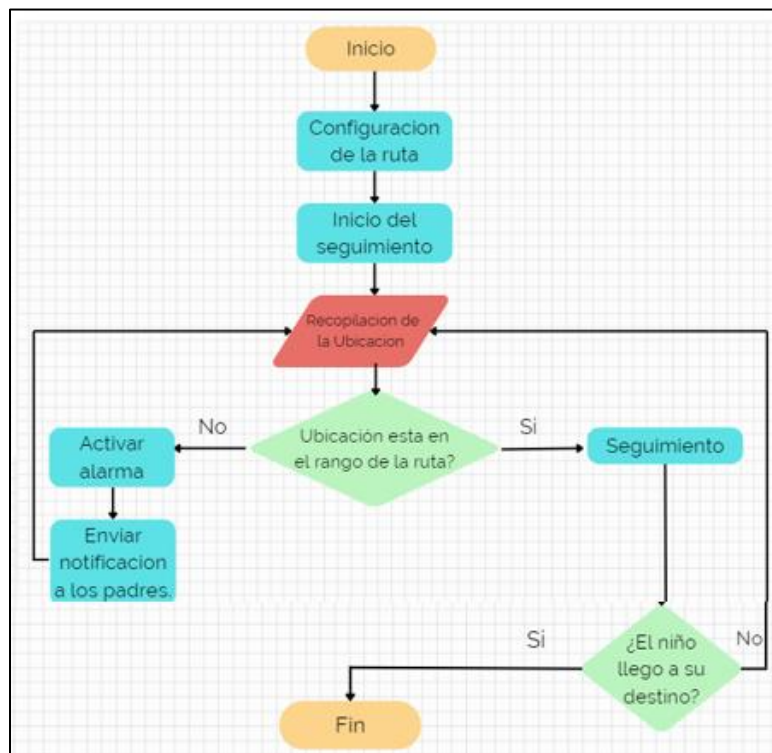 Inicio
Configuracion
de la ruta
Inicio del
seguimiento
Recopilacion de
la Ubicacion
No
Ubicación esta en
el rango de la ruta?
Si
Activar
alarma
Seguimiento
Enviar
notificacion
a los padres.
Si
¿El niño
llego a su
destino?
No
Fin